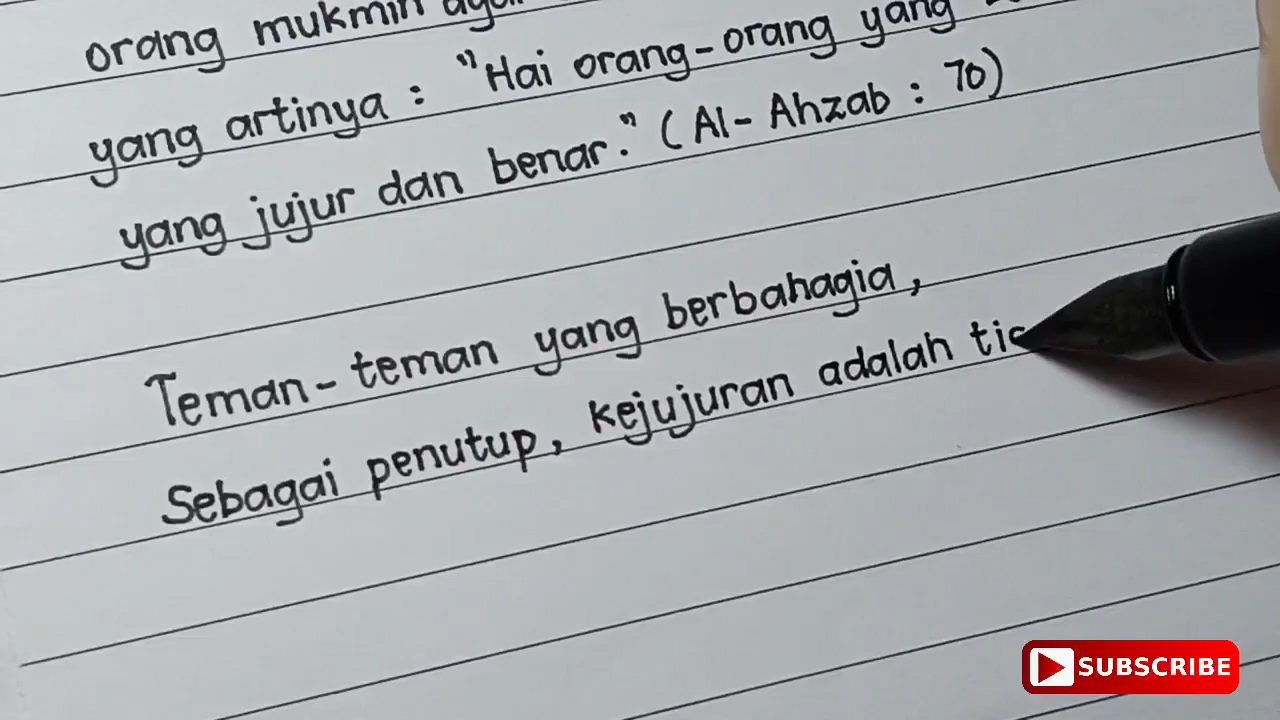 orang mukmin
yang artinya : "Hai orang-orang yang
yang jujur dan benar." (Al-Ahzab : 70)
Teman-teman yang berbahagia,
Sebagai penutup, kejujuran adalah
SUBSCRIBE